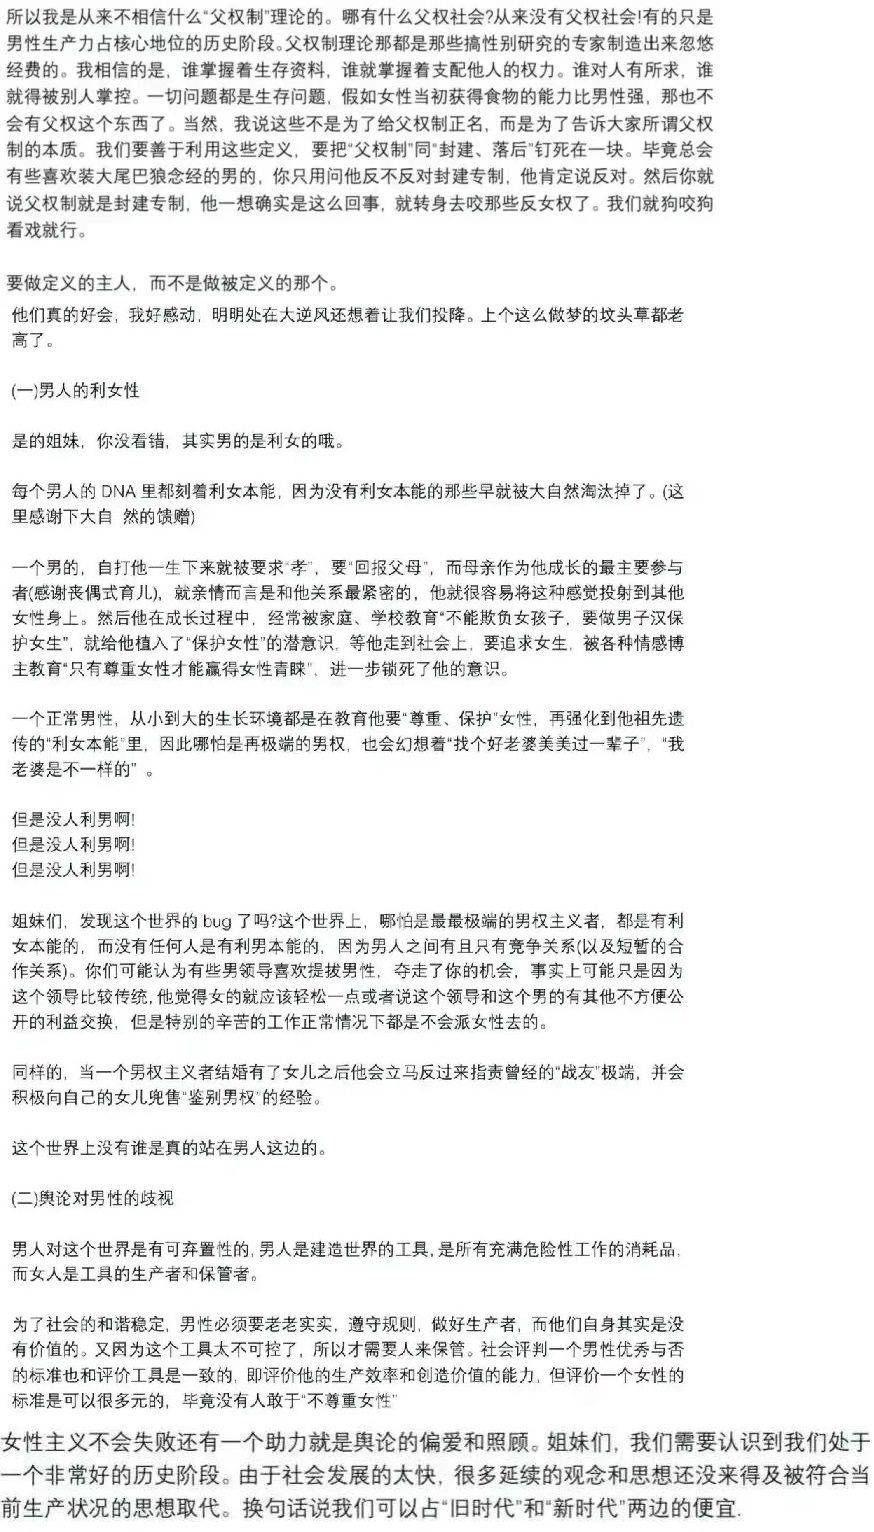 所以我是从来不相信什么“父权制”理论的。哪有什么父权社会?从来没有父权社会!有的只是
男性生产力占核心地位的历史阶段。父权制理论那都是那些搞性别研究的专家制造出来忽悠
经费的。我相信的是，谁掌握着生存资料，谁就掌握着支配他人的权力。谁对人有所求，谁
就得被别人掌控。一切问题都是生存问题，假如女性当初获得食物的能力比男性强，那也不
会有父权这个东西了。当然，我说这些不是为了给父权制正名，而是为了告诉大家所谓父权
制的本质。我们要善于利用这些定义，要把“父权制”同“封建、落后”钉死在一块。毕竟总会
有些喜欢装大尾巴狼念经的男的，你只用问他反不反对封建专制，他肯定说反对。然后你就
说父权制就是封建专制，他一想确实是这么回事，就转身去咬那些反女权了。我们就狗咬狗
看戏就行。
要做定义的主人，而不是做被定义的那个。
他们真的好会，我好感动，明明处在大逆风还想着让我们投降。上个这么做梦的坟头草都老
高了。
(一)男人的利女性
是的姐妹，你没看错，其实男的是利女的哦。
每个男人的 DNA 里都刻着利女本能，因为没有利女本能的那些早就被大自然淘汰掉了。(这
里感谢下大自 然的馈赠)
一个男的，自打他一生下来就被要求“孝”，要“回报父母”，而母亲作为他成长的最主要参与
者(感谢丧偶式育儿)，就亲情而言是和他关系最紧密的，他就很容易将这种感觉投射到其他
女性身上。然后他在成长过程中，经常被家庭、学校教育“不能欺负女孩子，要做男子汉保
护女生”，就给他植入了“保护女性”的潜意识，等他走到社会上，要追求女生，被各种情感博
主教育“只有尊重女性才能赢得女性青睐”，进一步锁死了他的意识。
一个正常男性，从小到大的生长环境都是在教育他要“尊重、保护”女性，再强化到他祖先遗
传的“利女本能”里，因此哪怕是再极端的男权，也会幻想着“找个好老婆美美过一辈子”，“我
老婆是不一样的” 。
但是没人利男啊!
但是没人利男啊!
但是没人利男啊!
姐妹们，发现这个世界的 bug 了吗?这个世界上，哪怕是最最极端的男权主义者，都是有利
女本能的，而没有任何人是有利男本能的，因为男人之间有且只有竞争关系(以及短暂的合
作关系)。你们可能认为有些男领导喜欢提拔男性，夺走了你的机会，事实上可能只是因为
这个领导比较传统,他觉得女的就应该轻松一点或者说这个领导和这个男的有其他不方便公
开的利益交换，但是特别的辛苦的工作正常情况下都是不会派女性去的。
同样的，当一个男权主义者结婚有了女儿之后他会立马反过来指责曾经的“战友”极端，并会
积极向自己的女儿兜售“鉴别男权”的经验。
这个世界上没有谁是真的站在男人这边的。
(二)舆论对男性的歧视
男人对这个世界是有可弃置性的,男人是建造世界的工具,是所有充满危险性工作的消耗品,
而女人是工具的生产者和保管者。
为了社会的和谐稳定，男性必须要老老实实，遵守规则，做好生产者，而他们自身其实是没
有价值的。又因为这个工具太不可控了，所以才需要人来保管。社会评判一个男性优秀与否
的标准也和评价工具是一致的，即评价他的生产效率和创造价值的能力，但评价一个女性的
标准是可以很多元的，毕竟没有人敢于“不尊重女性”
女性主义不会失败还有一个助力就是舆论的偏爱和照顾。姐妹们，我们需要认识到我们处于
一个非常好的历史阶段。由于社会发展的太快，很多延续的观念和思想还没来得及被符合当
前生产状况的思想取代。换句话说我们可以占“旧时代”和“新时代”两边的便宜.